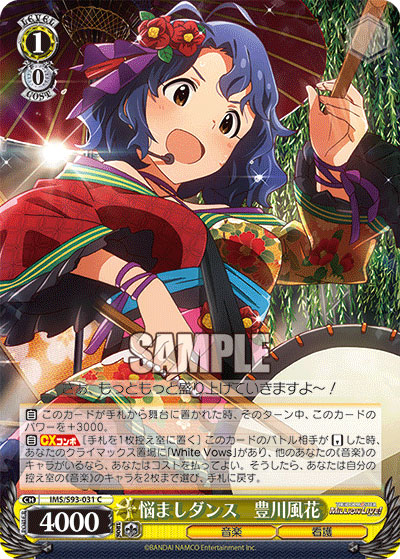 LEVEL
1
0
COST
SAMPLE
さぁ、もっともっと盛り上げていきますよ～！
自 このカードが手札から舞台に置かれた時、そのターン中、このカードの
パワーを+3000。
自 CXコンボ [手札を1枚控室に置く] このカードのバトル相手が した時、
あなたのクライマックス置場に「White Vows」があり、他のあなたの《音楽》の
キャラがいるなら、あなたはコストを払ってよい。そうしたら、あなたは自分の
控室の《音楽》のキャラを2枚まで選び、手札に戻す。
CH IMS/S93-031 C
4000
悩ましダンス 豊川風花
THE IDOLM@STER
MILLION LIVE!
音楽
看護
©BANDAI NAMCO Entertainment Inc.